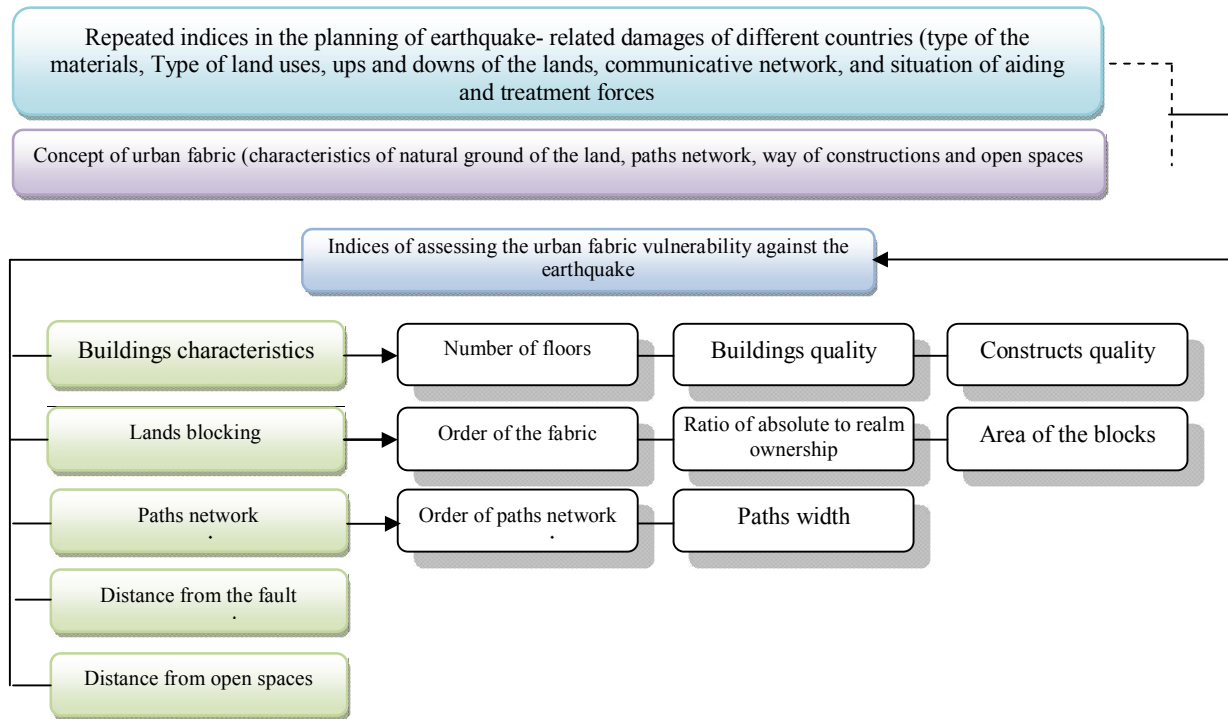 Repeated indices in the planning of earthquake- related damages of different countries (type of the
materials, Type of land uses, ups and downs of the lands, communicative network, and situation of aiding
and treatment forces
Concept of urban fabric (characteristics of natural ground of the land, paths network, way of constructions and open spaces
Indices of assessing the urban fabric vulnerability against the
earthquake
Buildings characteristics
Number of floors
Buildings quality
Constructs quality
Lands blocking
Order of the fabric
Ratio of absolute to realm
ownership
Area of the blocks
Paths network
.
Order of paths network
.
Paths width
Distance from the fault
.
Distance from open spaces